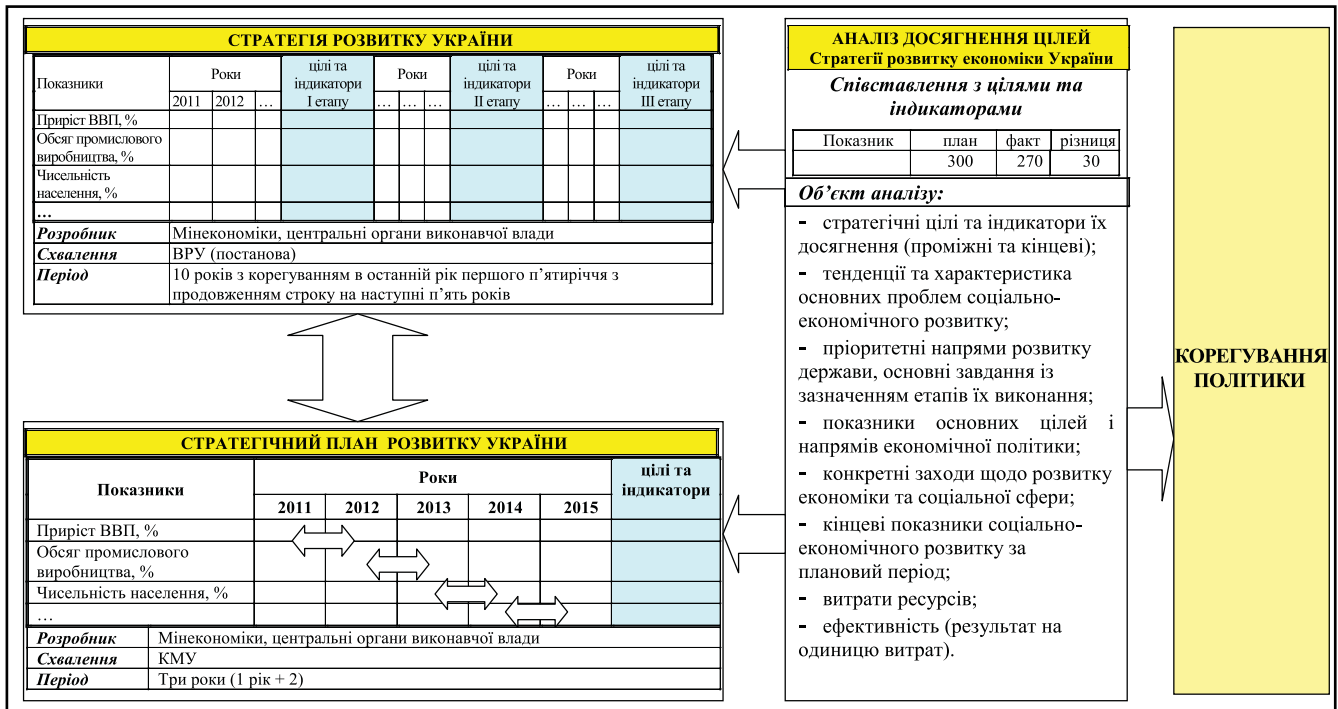 СТРАТЕГІЯ РОЗВИТКУ УКРАЇНИ
Показники
Роки
цілі та індикатори І етапу
Роки
цілі та індикатори ІІ етапу
Роки
цілі та індикатори ІІІ етапу
2011 2012 … … … … … … …
Приріст ВВП, %
Обсяг промислового
виробництва, %
Чисельність
населення, %
…
Розробник Мінекономіки, центральні органи виконавчої влади
Схвалення ВРУ (постанова)
Період 10 років з корегуванням в останній рік першого п’ятиріччя з
продовженням строку на наступні п’ять років
СТРАТЕГІЧНИЙ ПЛАН РОЗВИТКУ УКРАЇНИ
Показники
Роки
цілі та
індикатори
2011 2012 2013 2014 2015
Приріст ВВП, %
Обсяг промислового
виробництва, %
Чисельність населення, %
…
Розробник Мінекономіки, центральні органи виконавчої влади
Схвалення КМУ
Період Три роки (1 рік + 2)
АНАЛІЗ ДОСЯГНЕННЯ ЦІЛЕЙ
Стратегії розвитку економіки України
Співставлення з цілями та
індикаторами
Показник план факт різниця
300 270 30
Об’єкт аналізу:
- стратегічні цілі та індикатори їх
досягнення (проміжні та кінцеві);
- тенденції та характеристика
основних проблем соціально-
економічного розвитку;
- пріоритетні напрями розвитку
держави, основні завдання із
зазначенням етапів їх виконання;
- показники основних цілей і
напрямів економічної політики;
- конкретні заходи щодо розвитку
економіки та соціальної сфери;
- кінцеві показники соціально-
економічного розвитку за
плановий період;
- витрати ресурсів;
- ефективність (результат на
одиницю витрат).
КОРЕГУВАННЯ
ПОЛІТИКИ